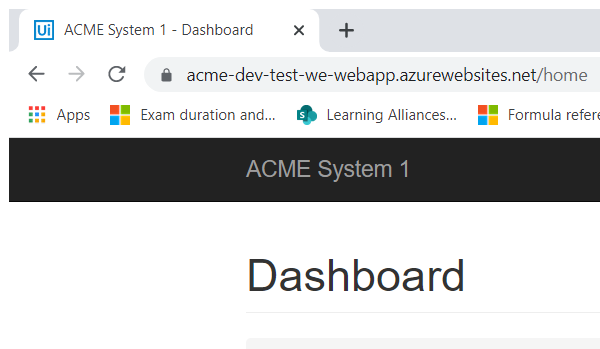 Ui ACME System 1 - Dashboard
acme-dev-test-we-webapp.azurewebsites.net/home
Apps Exam duration and... S Learning Alliances... Formula refere
ACME System 1
Dashboard